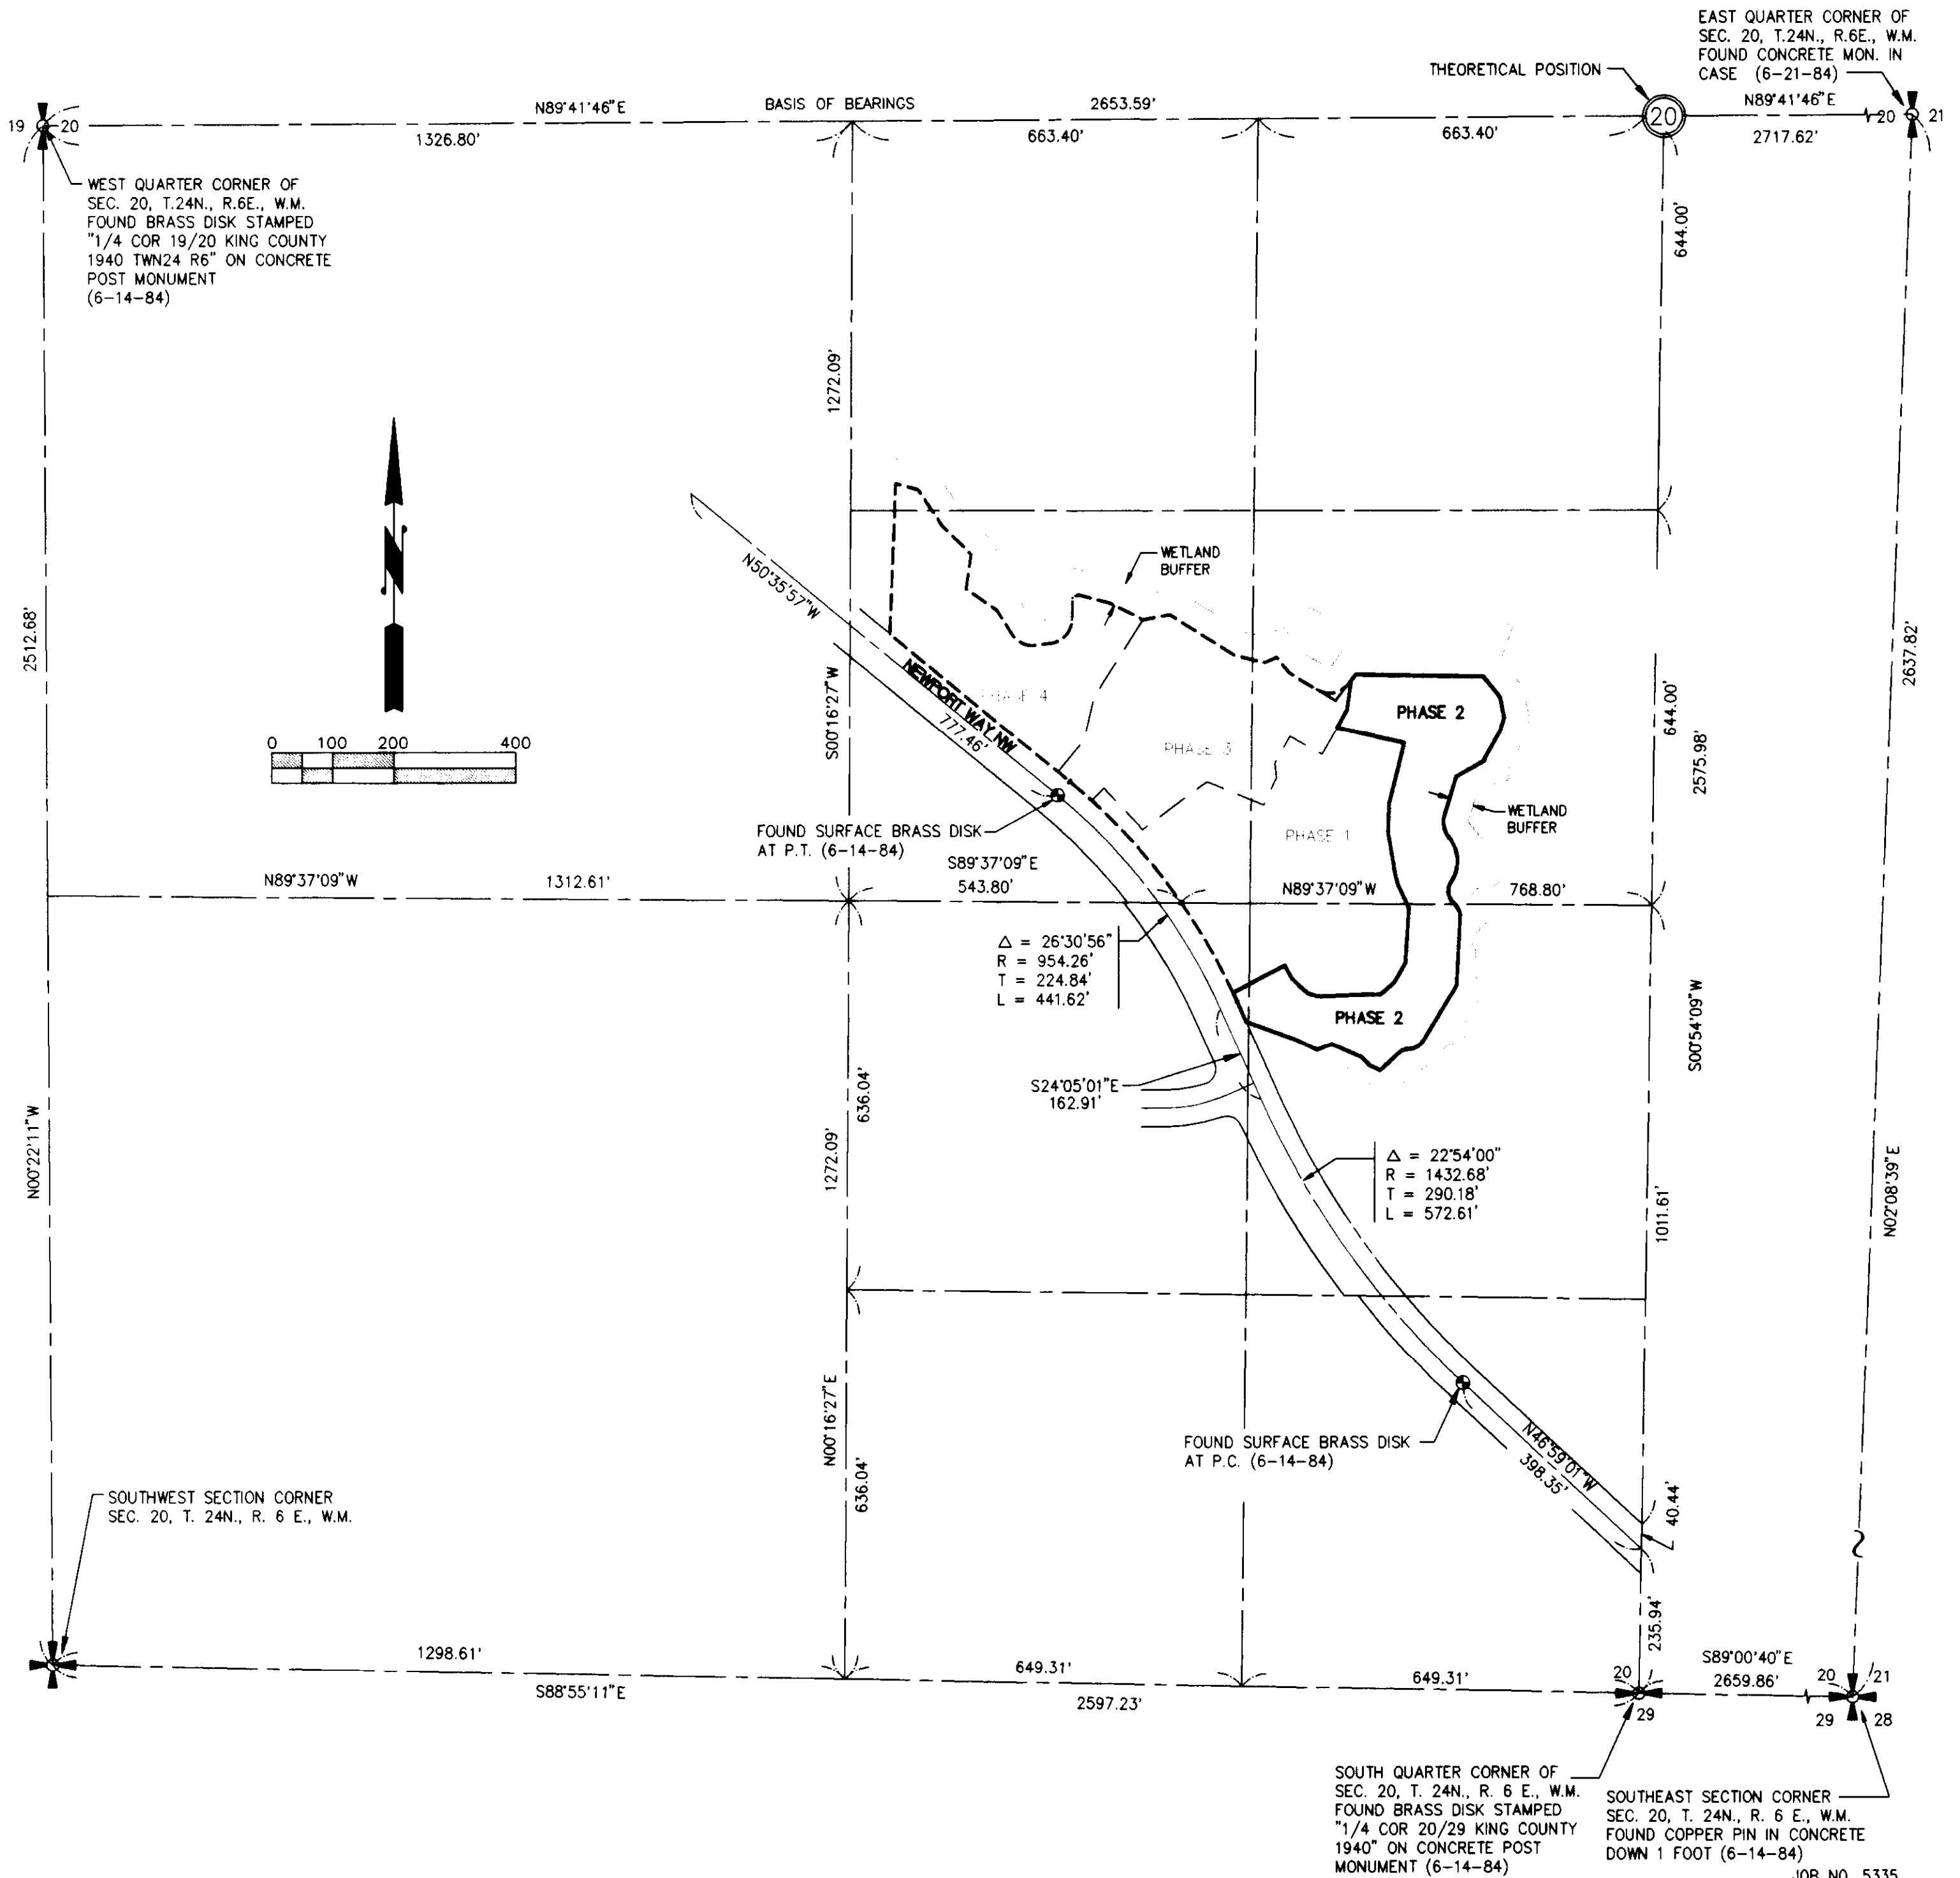 EAST QUARTER CORNER OF
SEC. 20, T.24N., R.6E., W.M.
FOUND CONCRETE MON. IN
CASE (6-21-84)
THEORETICAL POSITION
N89°41'46"E
BASIS OF BEARINGS
2653.59'
N89°41'46"E
19 20
1326.80'
663.40'
663.40'
20
2717.62'
20 21
WEST QUARTER CORNER OF
SEC. 20, T.24N., R.6E., W.M.
FOUND BRASS DISK STAMPED
"1/4 COR 19/20 KING COUNTY
1940 TWN24 R6" ON CONCRETE
POST MONUMENT
(6-14-84)
644.00'
1272.09'
N
WETLAND
BUFFER
N50°35'57"W
2512.68'
2637.82'
S00°16'27"W
NEWPORT WAY NW
777.46'
PHASE 4
PHASE 2
644.00'
PHASE 3
0 100 200 400
2575.98'
WETLAND
BUFFER
FOUND SURFACE BRASS DISK
AT P.T. (6-14-84)
PHASE 1
S89°37'09"E
543.80'
N89°37'09"W
1312.61'
N89°37'09"W
768.80'
Δ = 26°30'56"
R = 954.26'
T = 224.84'
L = 441.62'
PHASE 2
S00°54'09"W
S24°05'01"E
162.91'
636.04'
N00°22'11"W
1272.09'
Δ = 22°54'00"
R = 1432.68'
T = 290.18'
L = 572.61'
1011.61'
N02°08'39"E
N00°16'27"E
FOUND SURFACE BRASS DISK
AT P.C. (6-14-84)
N46°59'01"W
398.35'
636.04'
40.44'
SOUTHWEST SECTION CORNER
SEC. 20, T. 24N., R. 6 E., W.M.
235.94'
1298.61'
S88°55'11"E
649.31'
2597.23'
649.31'
20
29
S89°00'40"E
2659.86'
20 21
29 28
SOUTH QUARTER CORNER OF
SEC. 20, T. 24N., R. 6 E., W.M.
FOUND BRASS DISK STAMPED
"1/4 COR 20/29 KING COUNTY
1940" ON CONCRETE POST
MONUMENT (6-14-84)
SOUTHEAST SECTION CORNER
SEC. 20, T. 24N., R. 6 E., W.M.
FOUND COPPER PIN IN CONCRETE
DOWN 1 FOOT (6-14-84)
JOB NO. 5335